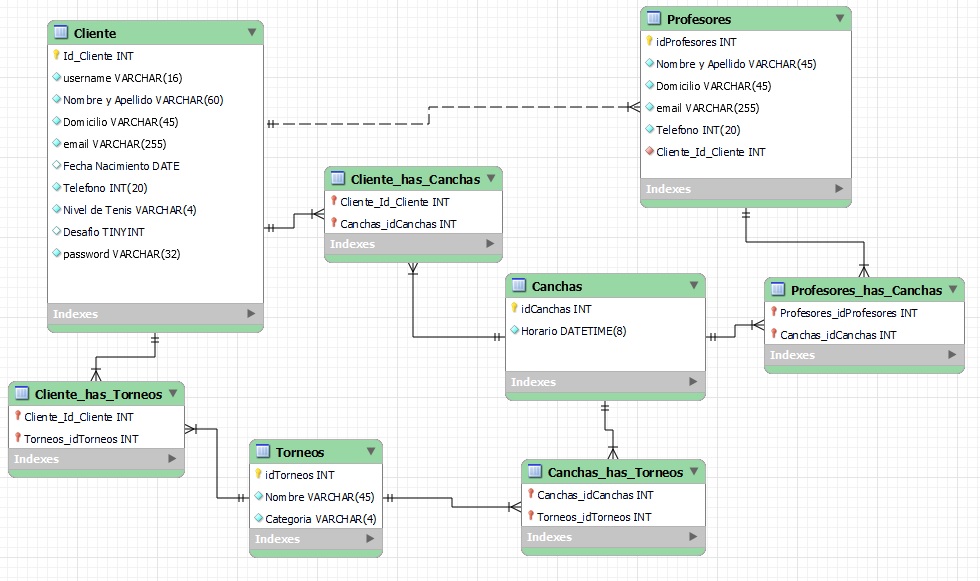 Cliente
Id_Cliente INT
username VARCHAR(16)
Nombre y Apellido VARCHAR(60)
Domicilio VARCHAR(45)
email VARCHAR(255)
Fecha Nacimiento DATE
Telefono INT(20)
Nivel de Tenis VARCHAR(4)
Desafio TINYINT
password VARCHAR(32)
Indexes
Profesores
idProfesores INT
Nombre y Apellido VARCHAR(45)
Domicilio VARCHAR(45)
email VARCHAR(255)
Telefono INT(20)
Cliente_Id_Cliente INT
Indexes
Cliente_has_Canchas
Cliente_Id_Cliente INT
Canchas_idCanchas INT
Indexes
Canchas
idCanchas INT
Horario DATETIME(8)
Indexes
Profesores_has_Canchas
Profesores_idProfesores INT
Canchas_idCanchas INT
Indexes
Cliente_has_Torneos
Cliente_Id_Cliente INT
Torneos_idTorneos INT
Indexes
Torneos
idTorneos INT
Nombre VARCHAR(45)
Categoria VARCHAR(4)
Indexes
Canchas_has_Torneos
Canchas_idCanchas INT
Torneos_idTorneos INT
Indexes